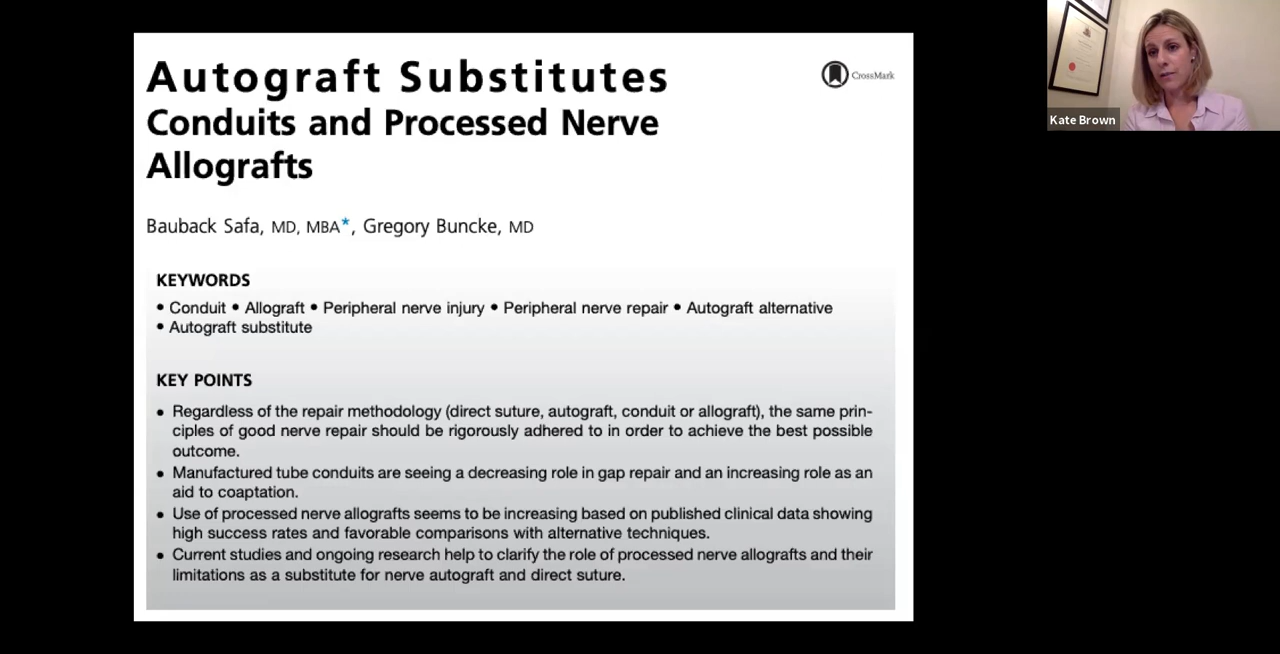 Autograft Substitutes
Conduits and Processed Nerve
Allografts
CrossMark
Bauback Safa, MD, MBA*, Gregory Buncke, MD
KEYWORDS
• Conduit • Allograft • Peripheral nerve injury • Peripheral nerve repair • Autograft alternative
• Autograft substitute
KEY POINTS
• Regardless of the repair methodology (direct suture, autograft, conduit or allograft), the same prin-
ciples of good nerve repair should be rigorously adhered to in order to achieve the best possible
outcome.
• Manufactured tube conduits are seeing a decreasing role in gap repair and an increasing role as an
aid to coaptation.
• Use of processed nerve allografts seems to be increasing based on published clinical data showing
high success rates and favorable comparisons with alternative techniques.
• Current studies and ongoing research help to clarify the role of processed nerve allografts and their
limitations as a substitute for nerve autograft and direct suture.
Kate Brown